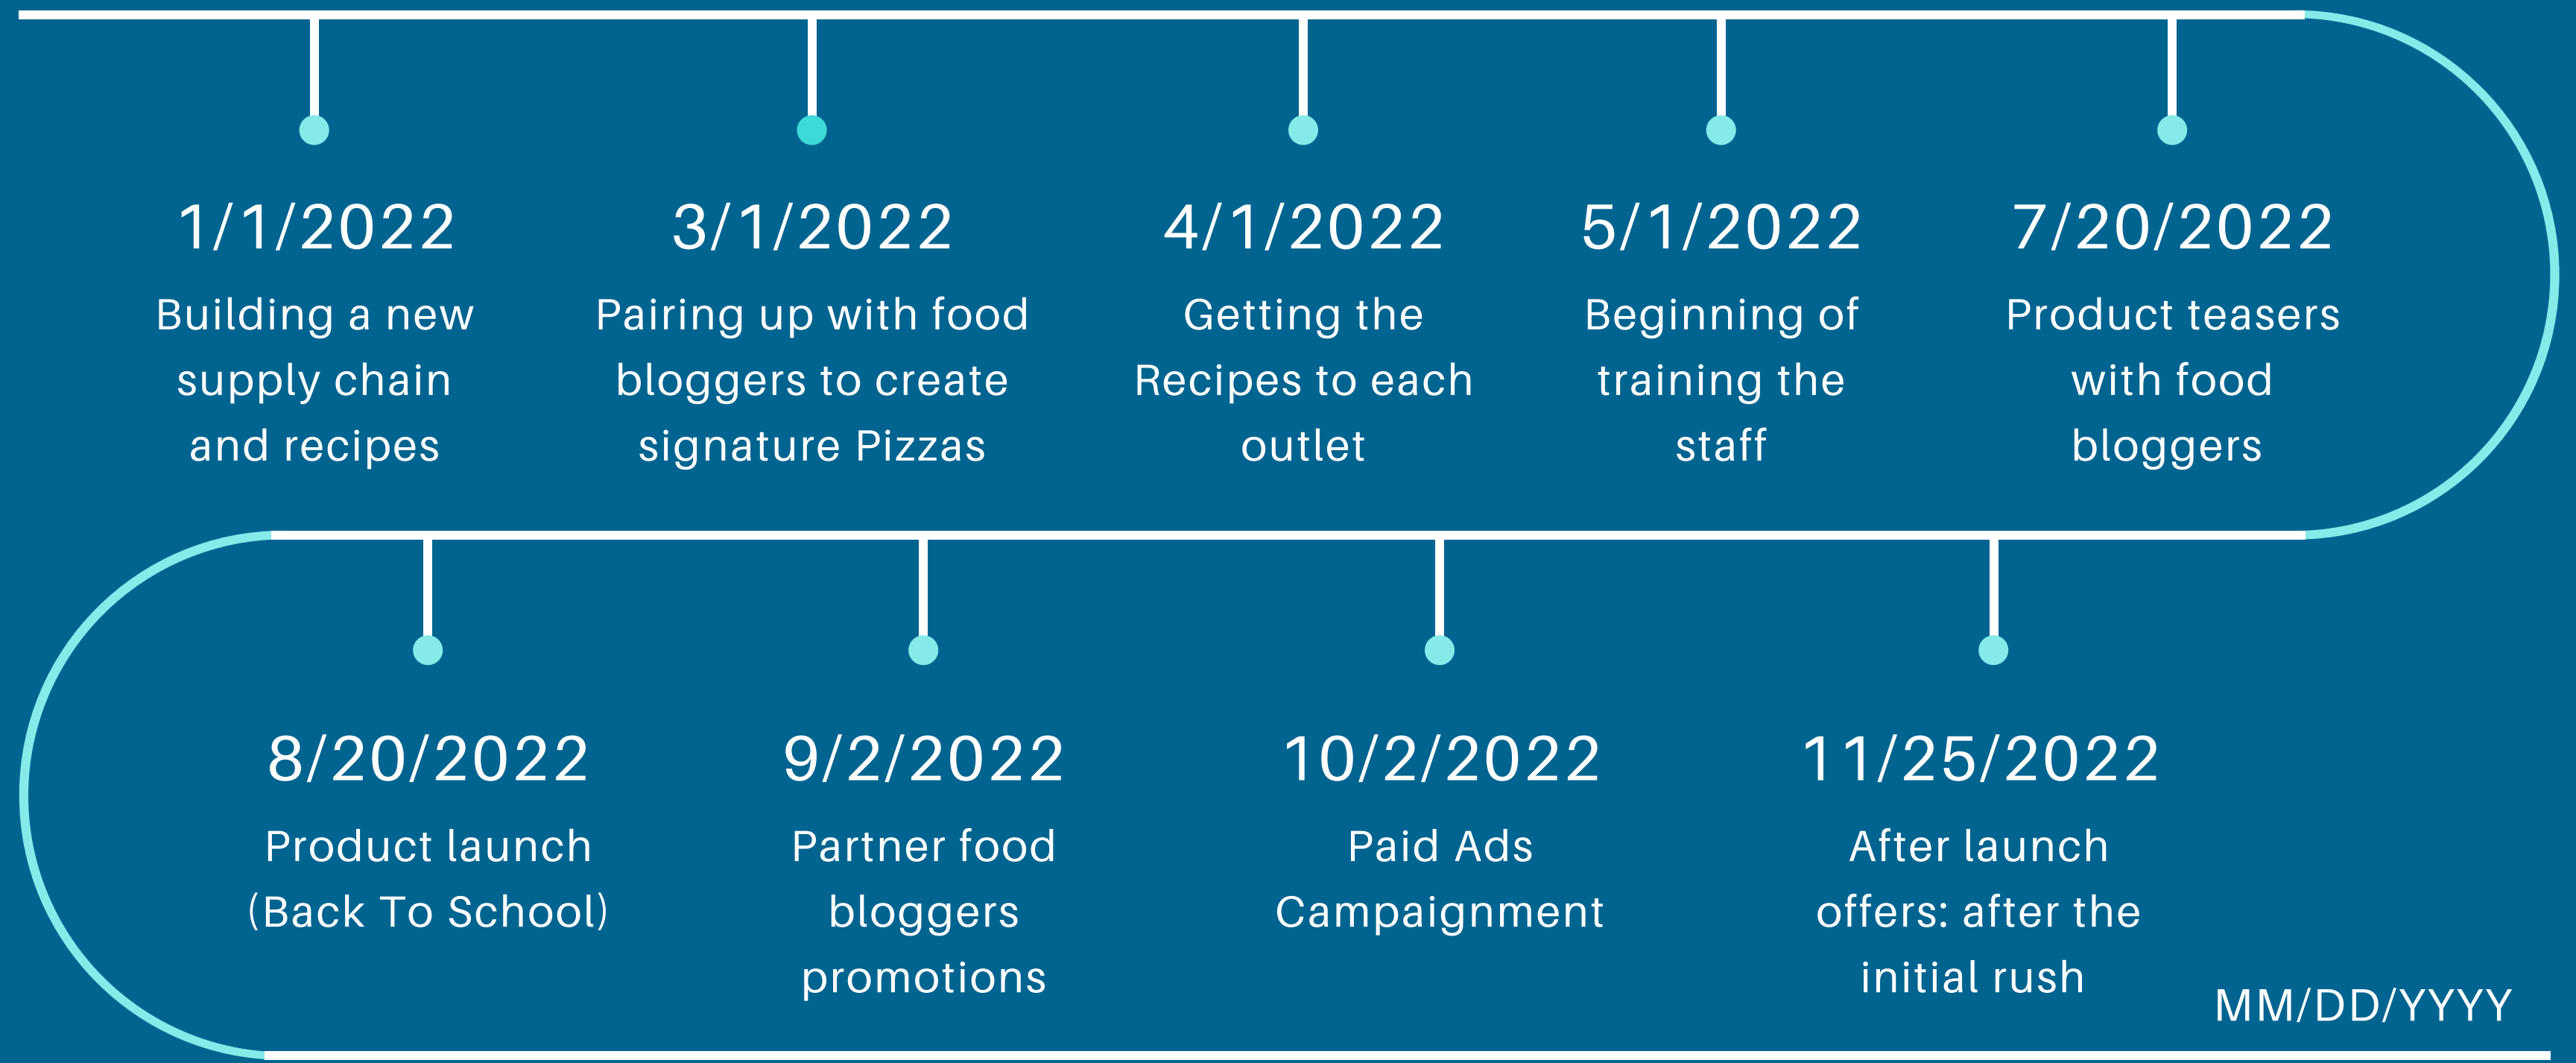 1/1/2022
Building a new
supply chain
and recipes
3/1/2022
Pairing up with food
bloggers to create
signature Pizzas
4/1/2022
Getting the
Recipes to each
outlet
5/1/2022
Beginning of
training the
staff
7/20/2022
Product teasers
with food
bloggers
8/20/2022
Product launch
(Back To School)
9/2/2022
Partner food
bloggers
promotions
10/2/2022
Paid Ads
Campaignment
11/25/2022
After launch
offers: after the
initial rush
MM/DD/YYYY